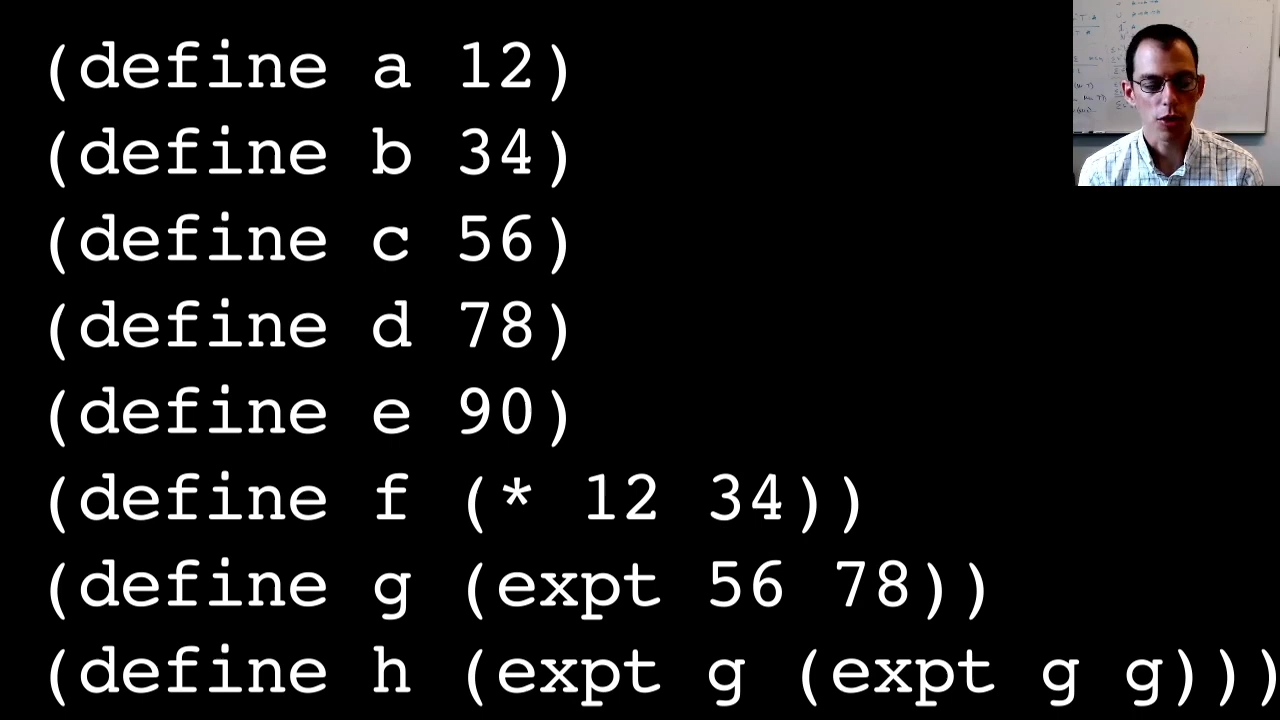 (define a 12)
(define b 34)
(define c 56)
(define d 78)
(define e 90)
(define f (* 12 34))
(define g (expt 56 78))
(define h (expt g (expt g g)))